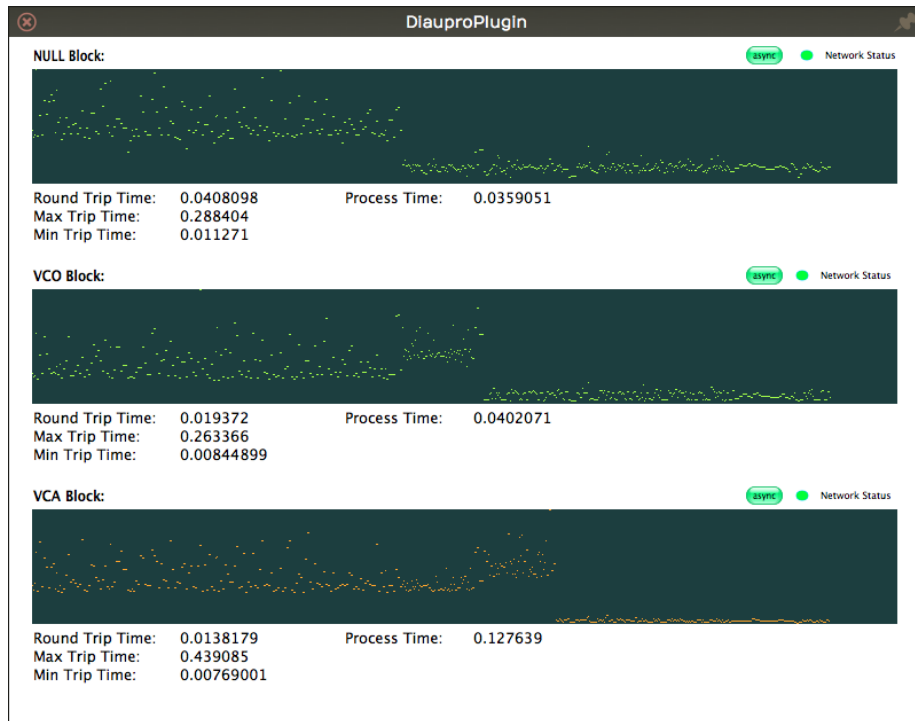 DiauproPlugin
NULL Block: async Network Status
Round Trip Time: 0.0408098 Process Time: 0.0359051
Max Trip Time: 0.288404
Min Trip Time: 0.011271
VCO Block: async Network Status
Round Trip Time: 0.019372 Process Time: 0.0402071
Max Trip Time: 0.263366
Min Trip Time: 0.00844899
VCA Block: async Network Status
Round Trip Time: 0.0138179 Process Time: 0.127639
Max Trip Time: 0.439085
Min Trip Time: 0.00769001